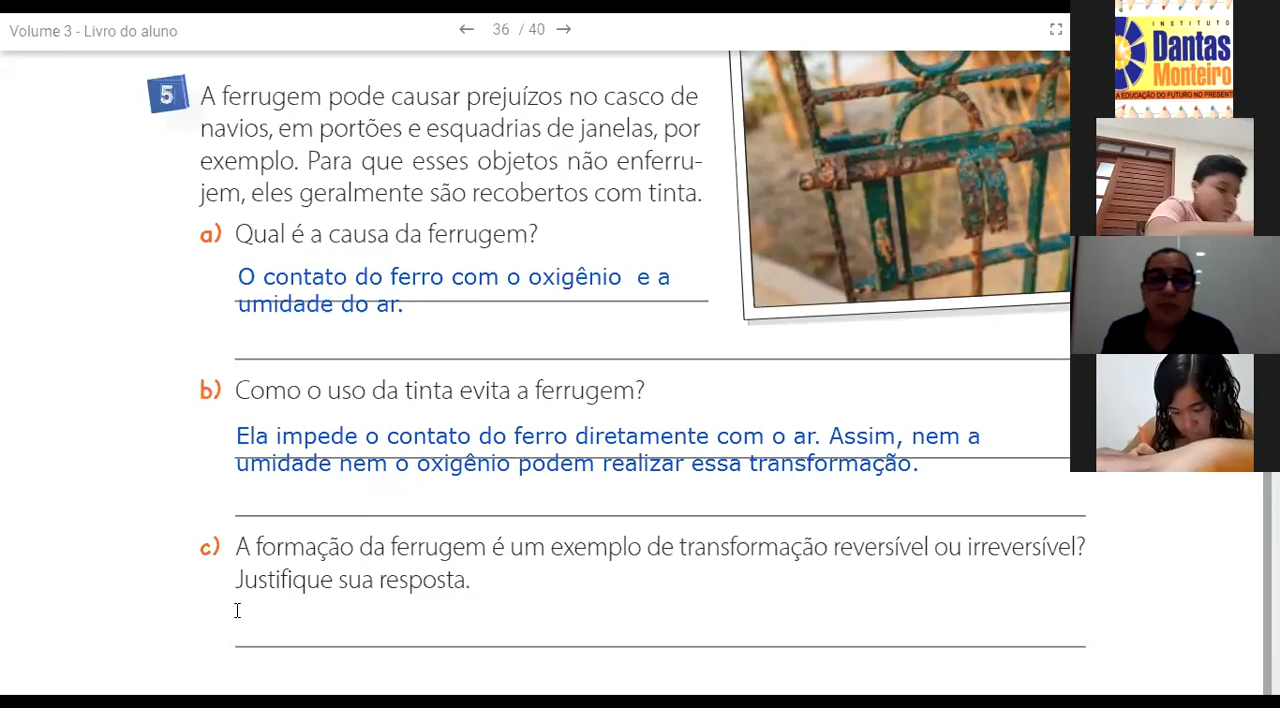 Volume 3 - Livro do aluno
← 36 / 40 →
5
A ferrugem pode causar prejuízos no casco de
navios, em portões e esquadrias de janelas, por
exemplo. Para que esses objetos não enferru-
jem, eles geralmente são recobertos com tinta.
a) Qual é a causa da ferrugem?
O contato do ferro com o oxigênio e a
umidade do ar.
b) Como o uso da tinta evita a ferrugem?
Ela impede o contato do ferro diretamente com o ar. Assim, nem a
umidade nem o oxigênio podem realizar essa transformação.
c) A formação da ferrugem é um exemplo de transformação reversível ou irreversível?
Justifique sua resposta.
INSTITUTO
Dantas
Monteiro
A EDUCAÇÃO DO FUTURO NO PRESENT